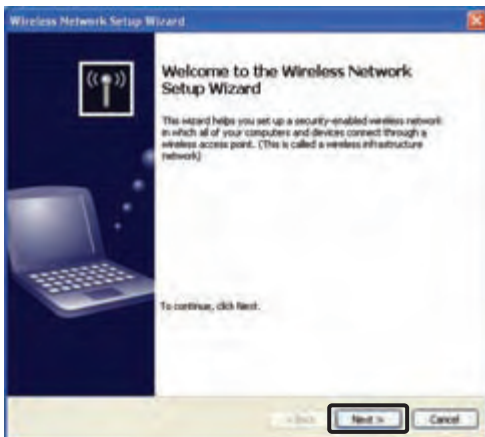 Wireless Network Setup Wizard
Welcome to the Wireless Network
Setup Wizard
This wizard helps you set up a security-enabled wireless network
in which all of your computers and devices connect through a
wireless access point. (This is called a wireless infrastructure
network)
To continue, click Next.
< Back
Next >
Cancel